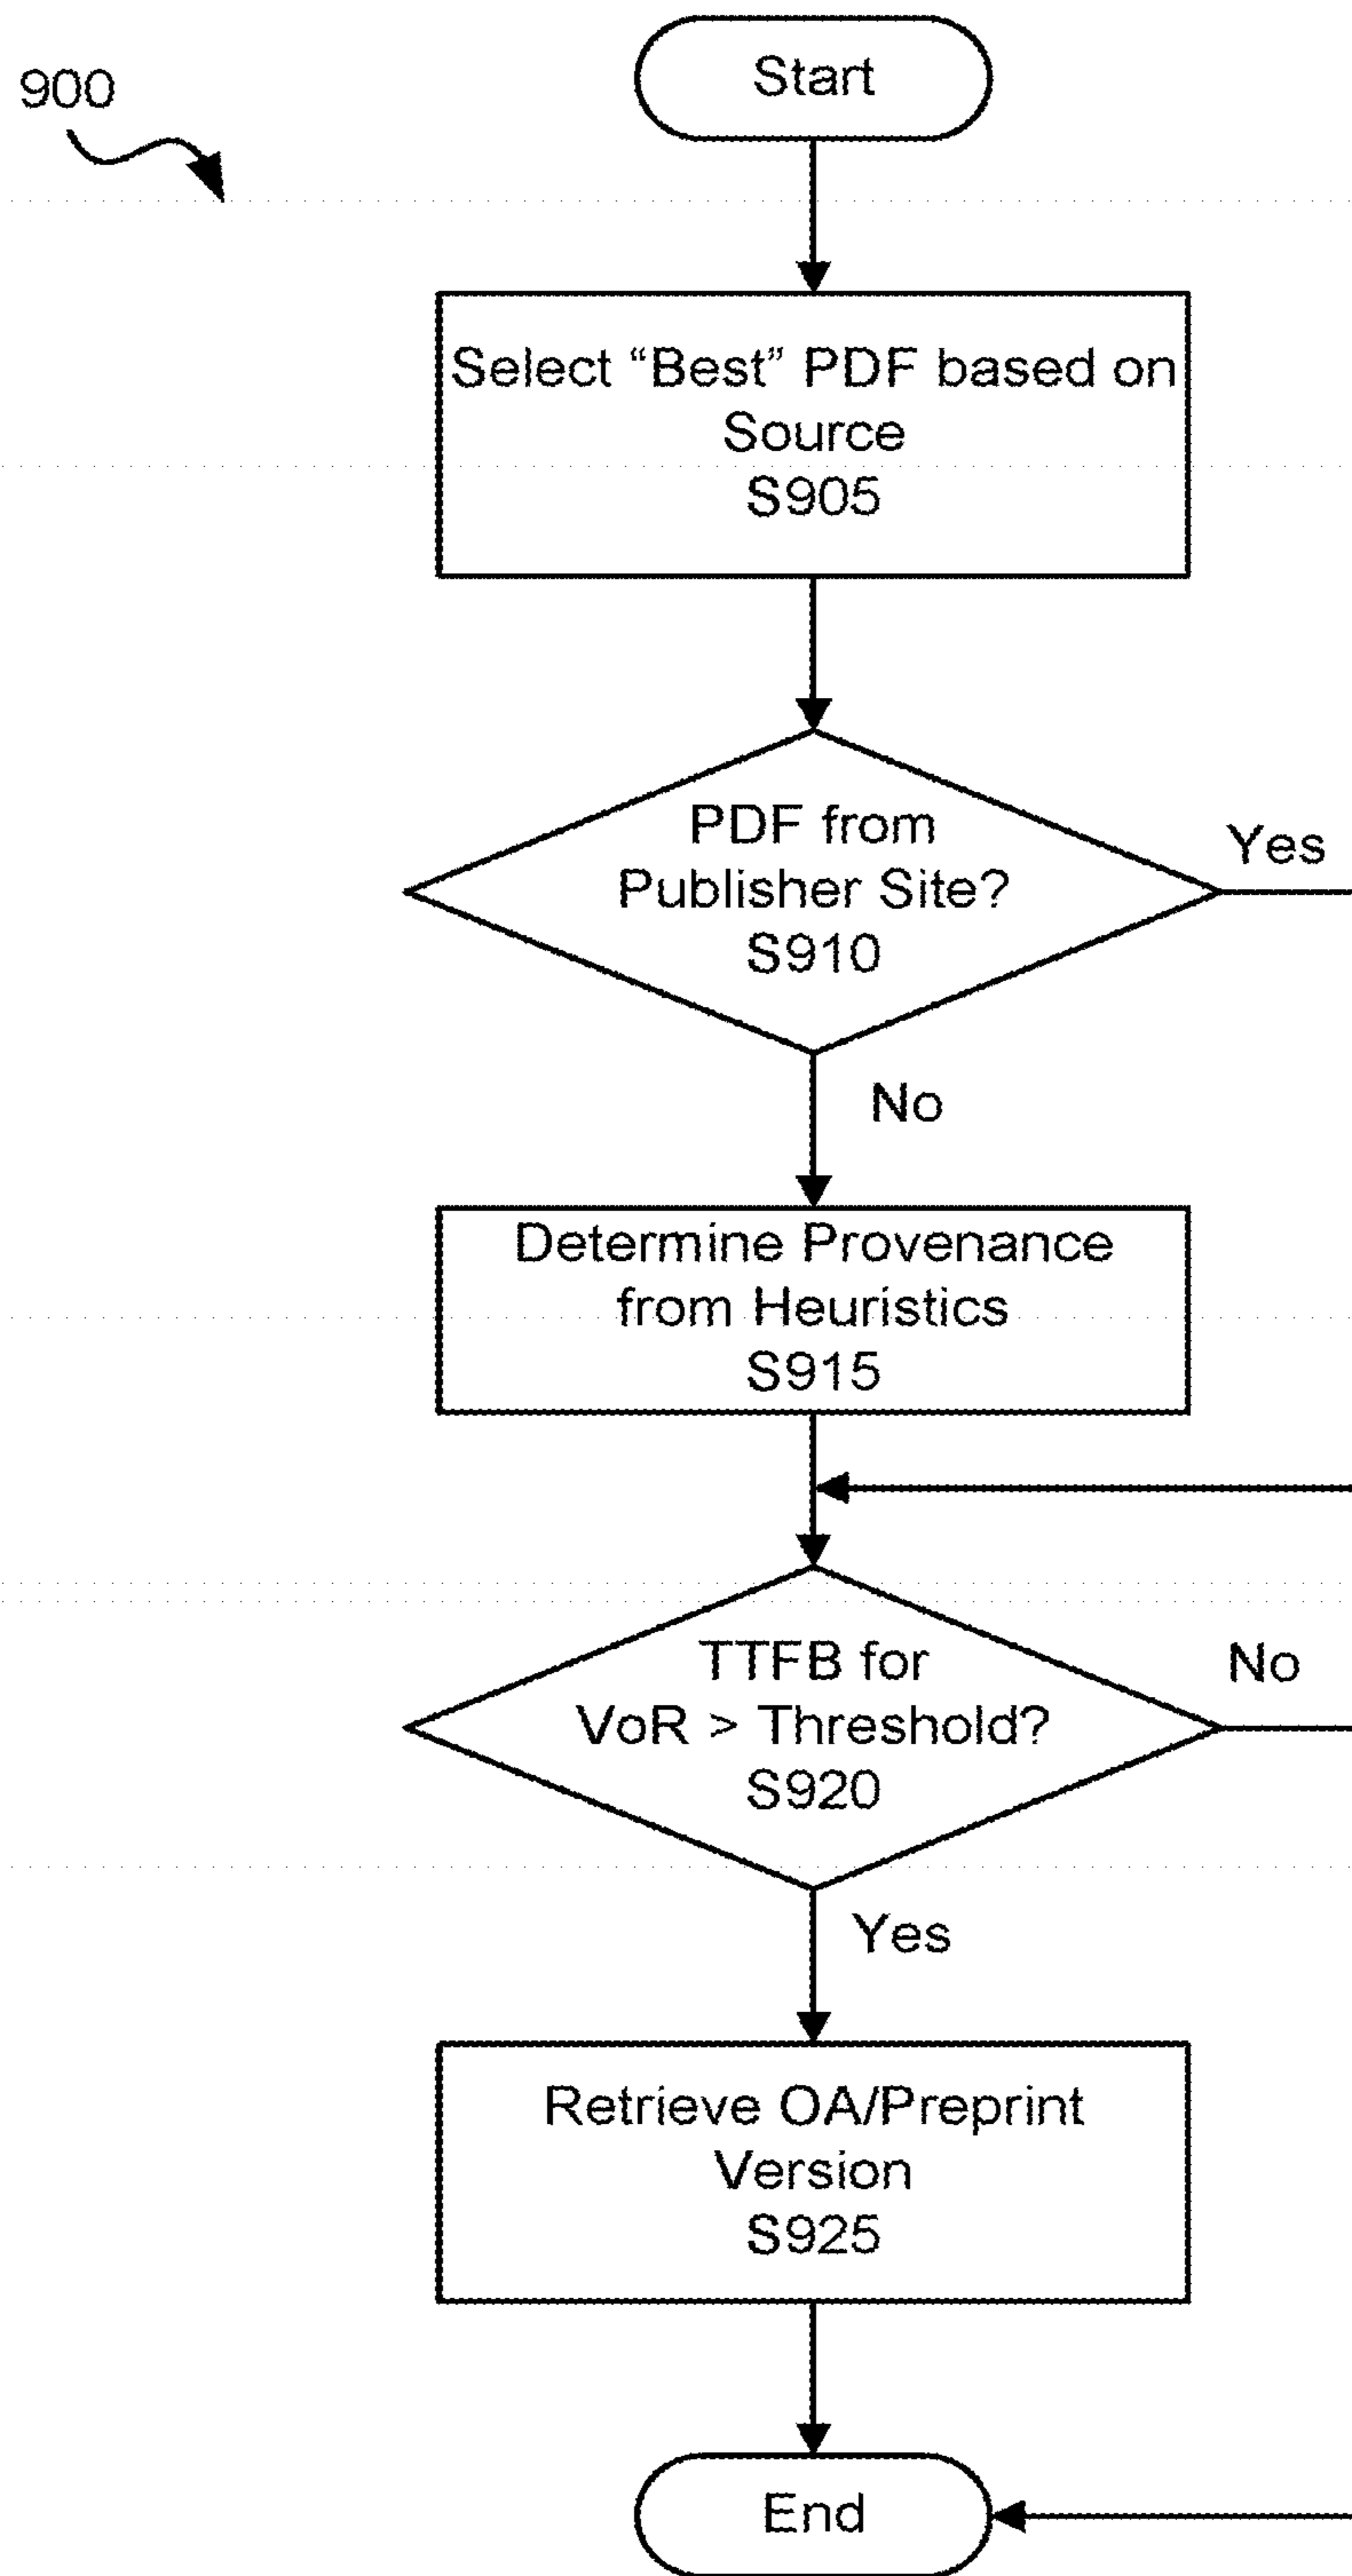 900
Start
Select “Best” PDF based on
Source
S905
PDF from
Publisher Site?
S910
Yes
No
Determine Provenance
from Heuristics
S915
TTFB for
VoR > Threshold?
S920
No
Yes
Retrieve OA/Preprint
Version
S925
End